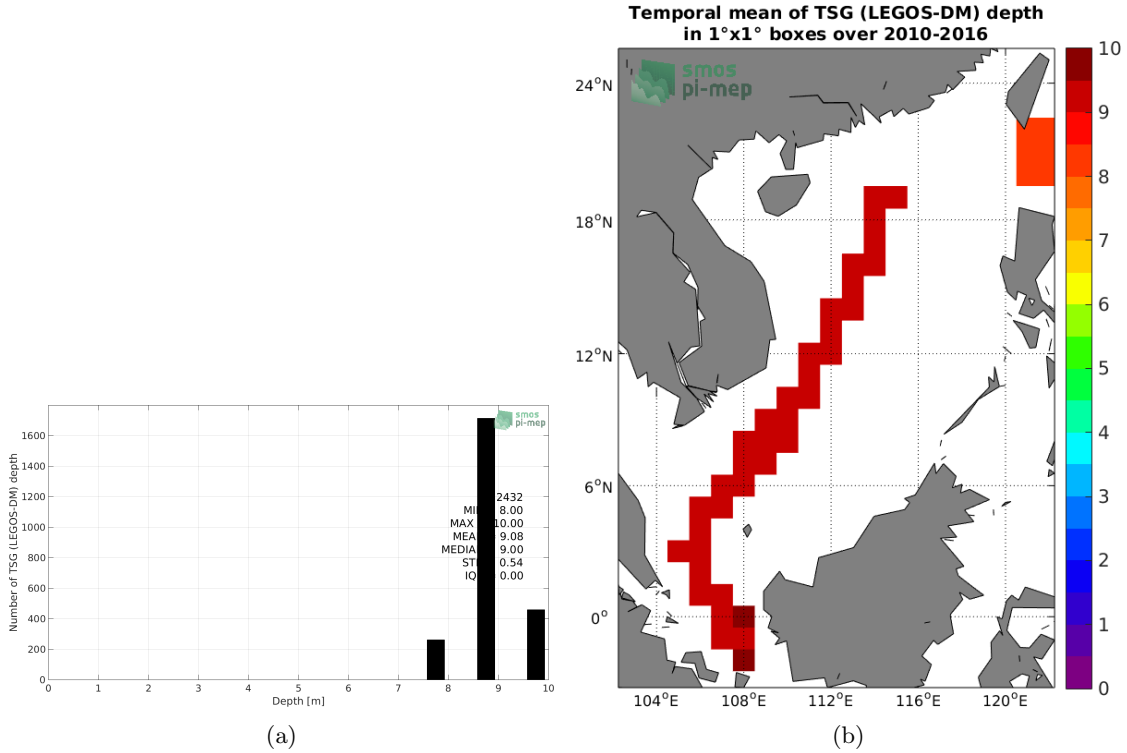 smos
pi-mep
Number of TSG (LEGOS-DM) depth
1600
1400
1200
1000
800
600
400
200
0
2432
8.00
MAX 10.00
9.08
MEDIAN 9.00
0.54
0.00
0 1 2 3 4 5 6 7 8 9 10
Depth [m]
(a)
Temporal mean of TSG (LEGOS-DM) depth
in 1°x1° boxes over 2010-2016
smos
pi-mep
24°N
18°N
12°N
6°N
0°
104°E 108°E 112°E 116°E 120°E
10
9
8
7
6
5
4
3
2
1
0
(b)